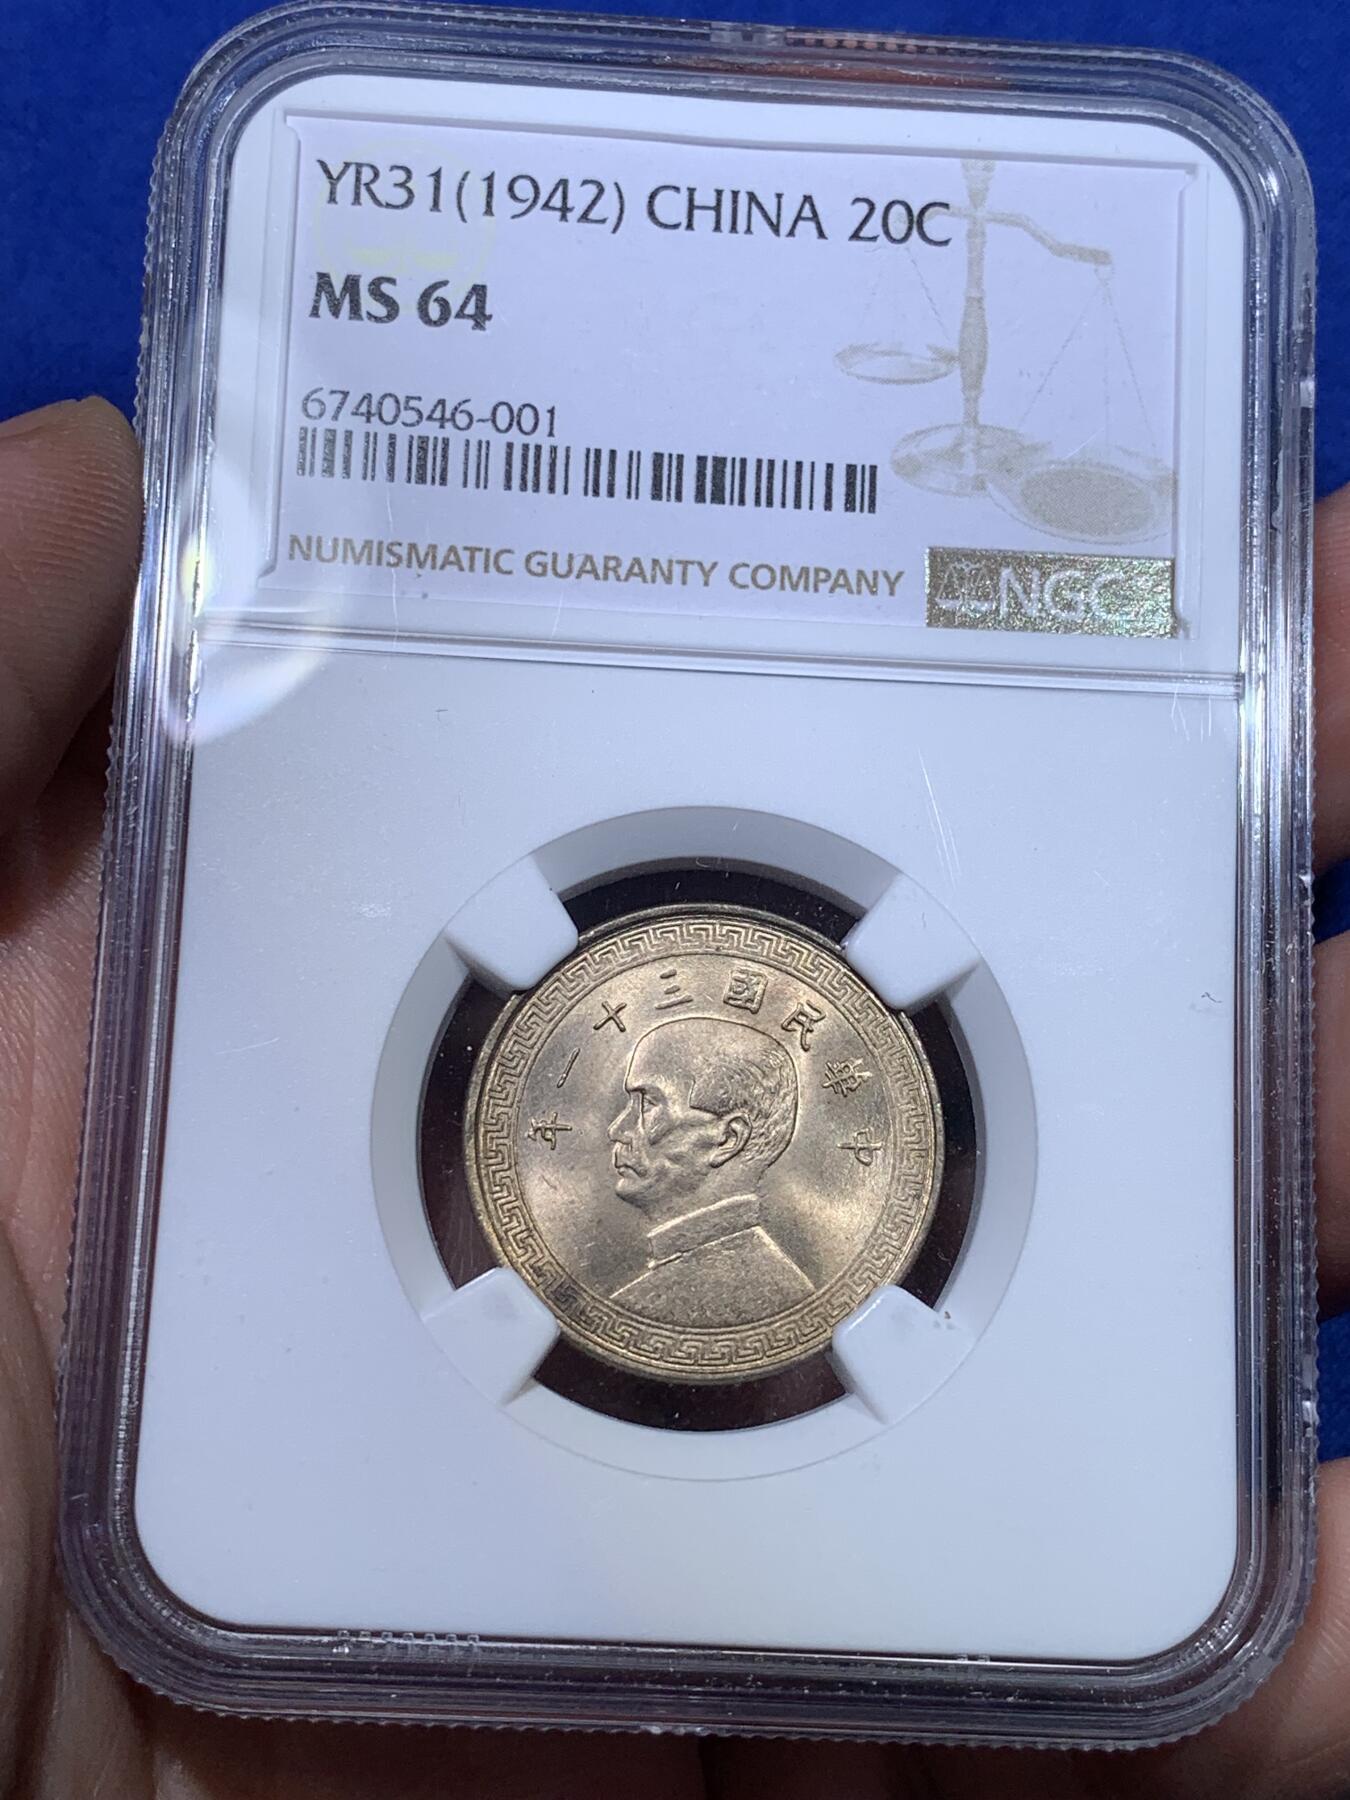 YR31(1942) CHINA 20C
MS 64
6740546-001
NUMISMATIC GUARANTY COMPANY
NGC
年一十三國民華中